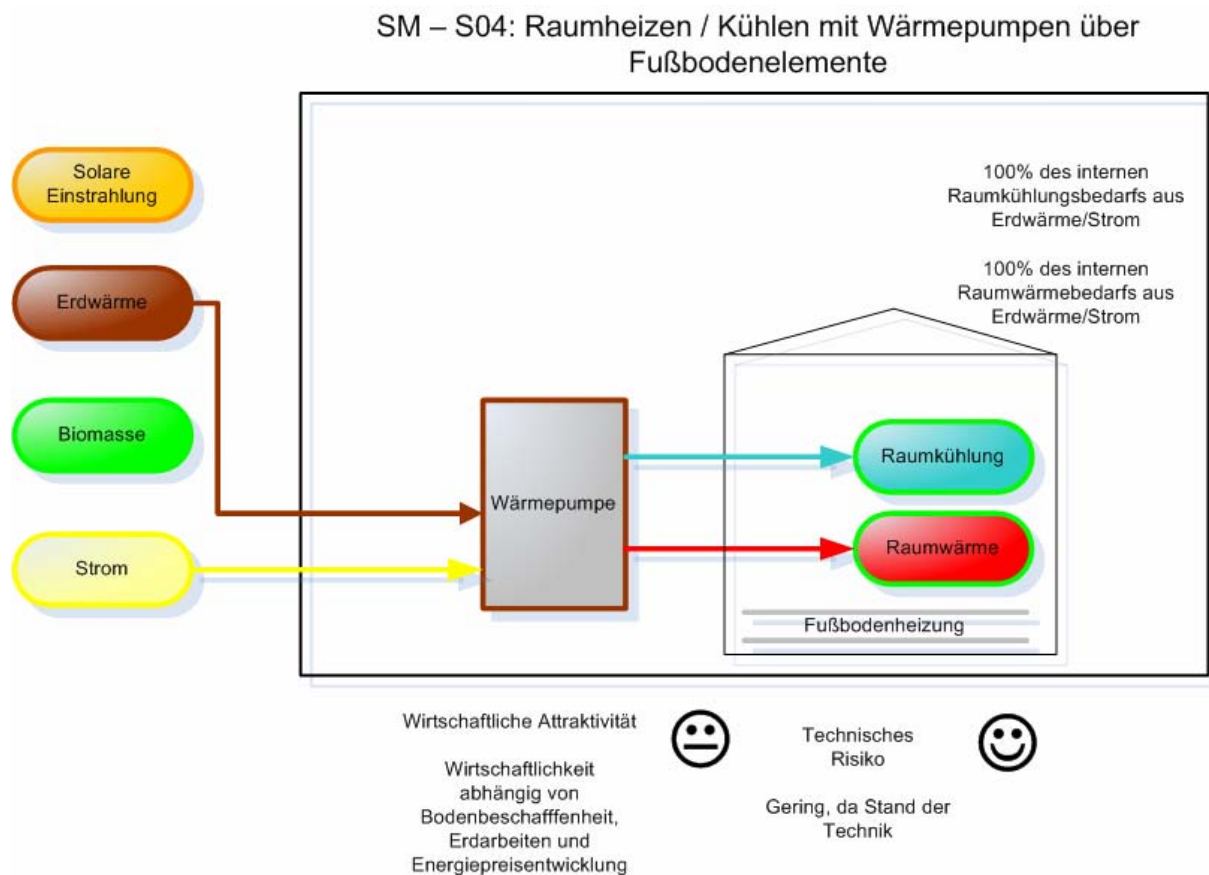 SM – S04: Raumheizen / Kühlen mit Wärmepumpen über
Fußbodenelemente
Solare
Einstrahlung
100% des internen
Raumkühlungsbedarfs aus
Erdwärme/Strom
Erdwärme
100% des internen
Raumwärmebedarfs aus
Erdwärme/Strom
Biomasse
Raumkühlung
Wärmepumpe
Raumwärme
Strom
Fußbodenheizung
Wirtschaftliche Attraktivität
Wirtschaftlichkeit
abhängig von
Bodenbeschafffenheit,
Erdarbeiten und
Energiepreisentwicklung
Technisches
Risiko
Gering, da Stand der
Technik